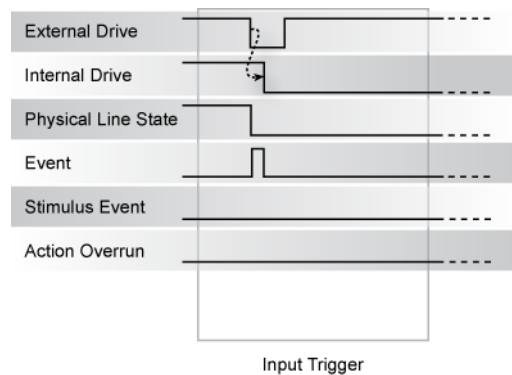 External Drive
Internal Drive
Physical Line State
Event
Stimulus Event
Action Overrun
Input Trigger